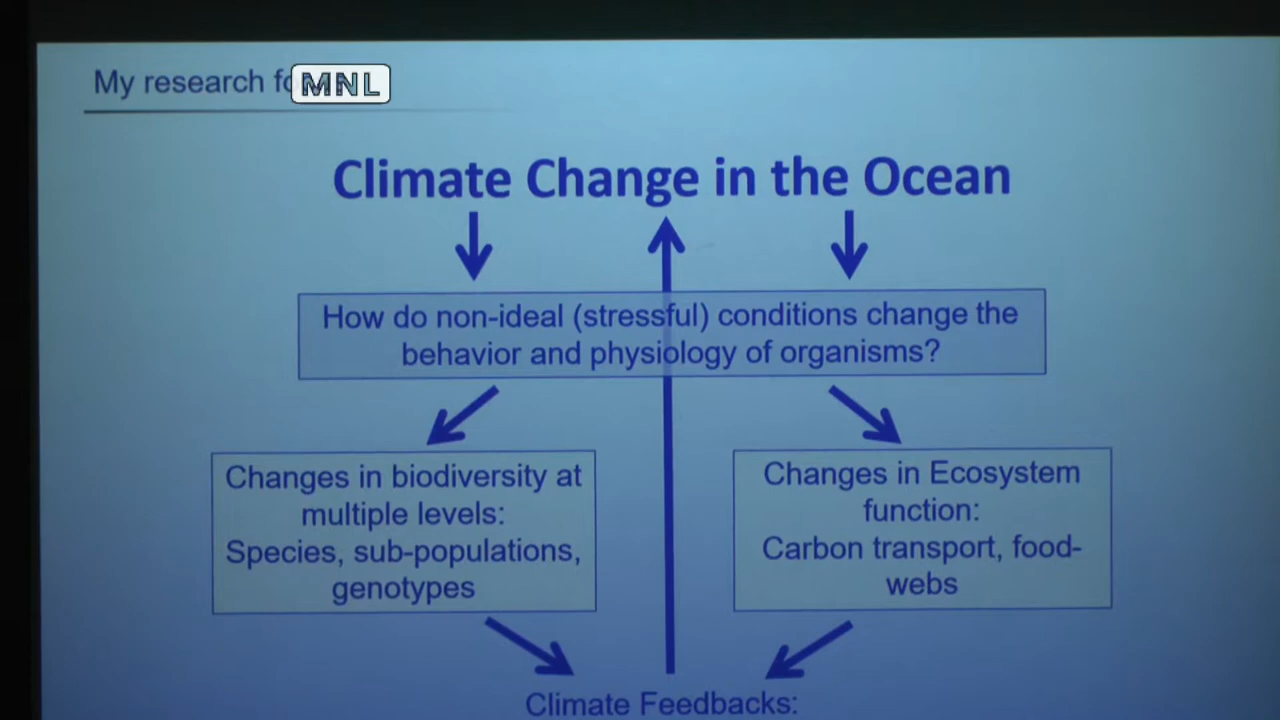 My research
MNL
Climate Change in the Ocean
How do non-ideal (stressful) conditions change the
behavior and physiology of organisms?
Changes in biodiversity at
multiple levels:
Species, sub-populations,
genotypes
Changes in Ecosystem
function:
Carbon transport, food-
webs
Climate Feedbacks: